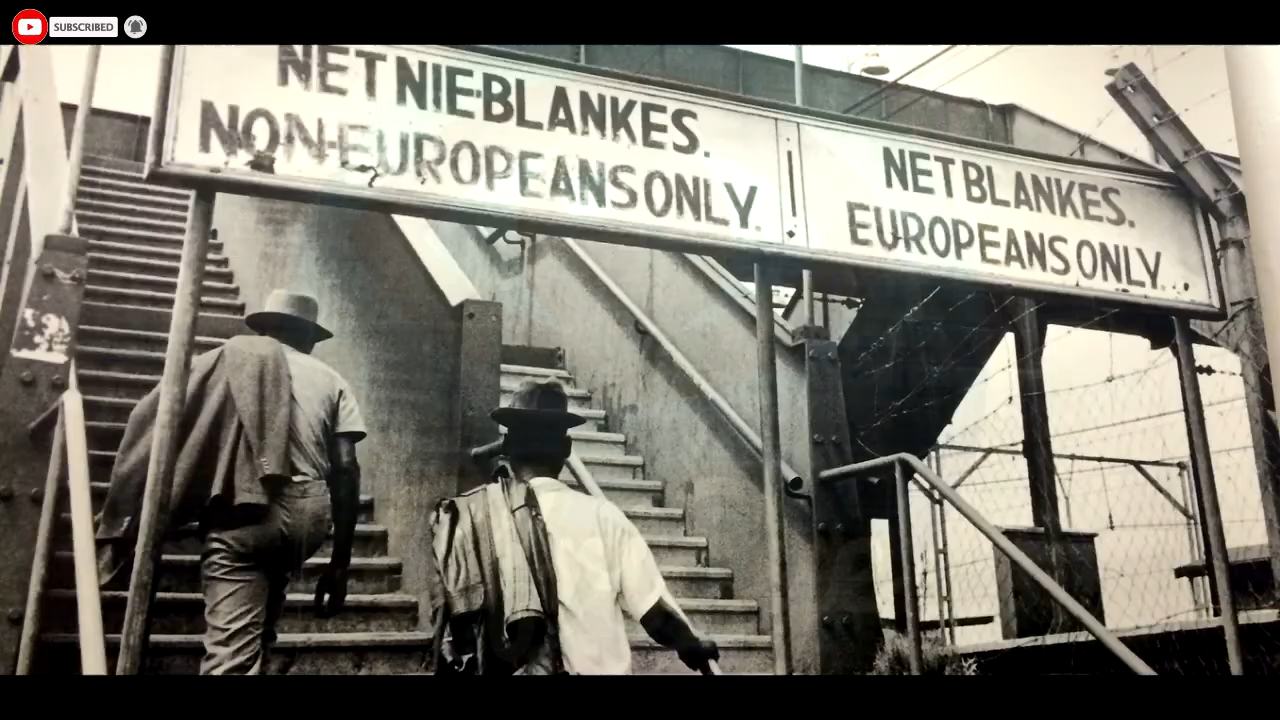 SUBSCRIBED
NET NIE-BLANKES.
NON-EUROPEANS ONLY.
NET BLANKES.
EUROPEANS ONLY.